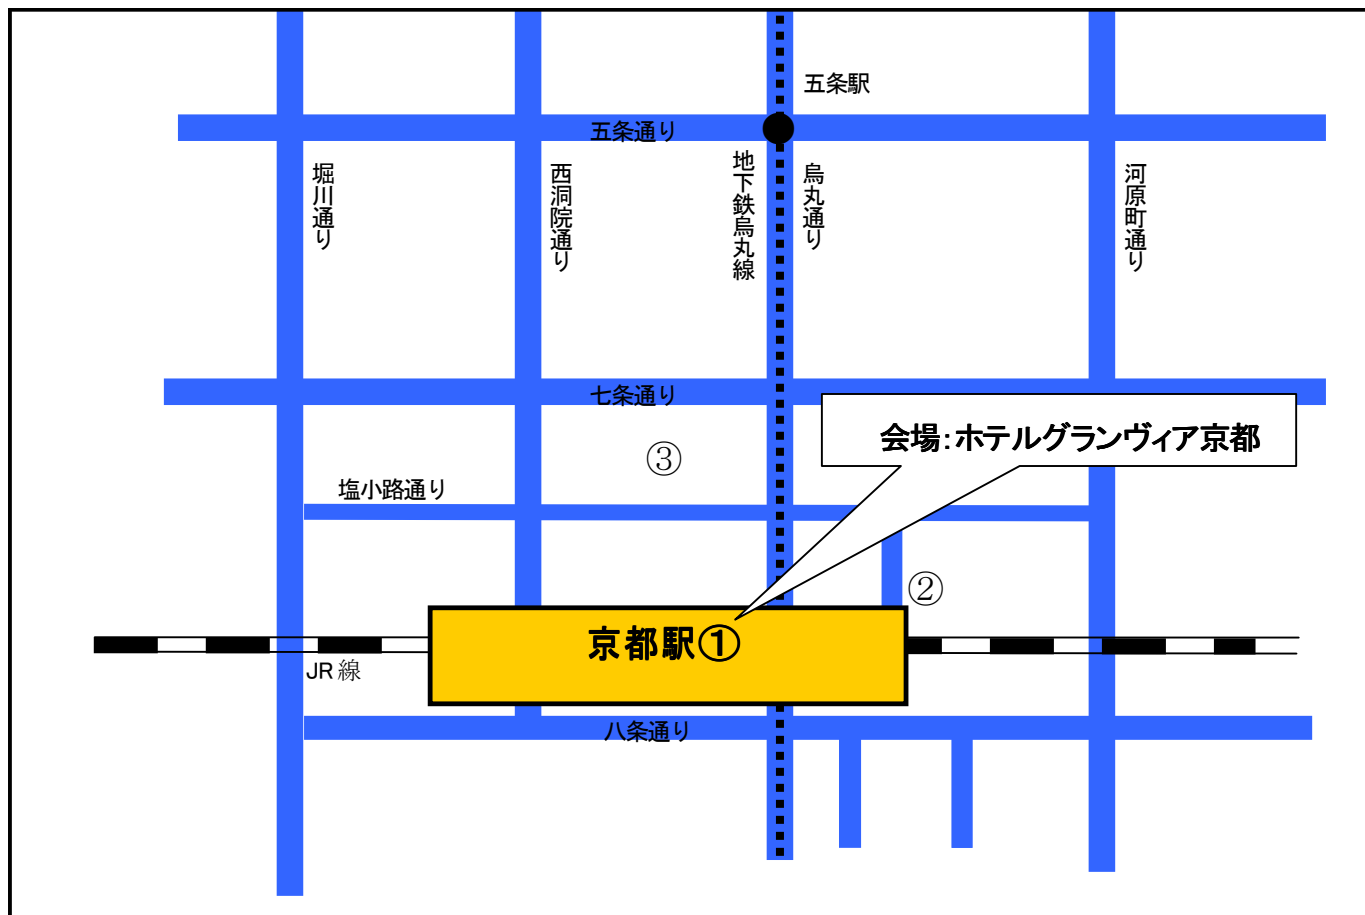 五条駅
五条通り
堀川通り
西洞院通り
地下鉄烏丸線
烏丸通り
河原町通り
七条通り
会場:ホテルグランヴィア京都
③
塩小路通り
②
京都駅①
JR線
八条通り